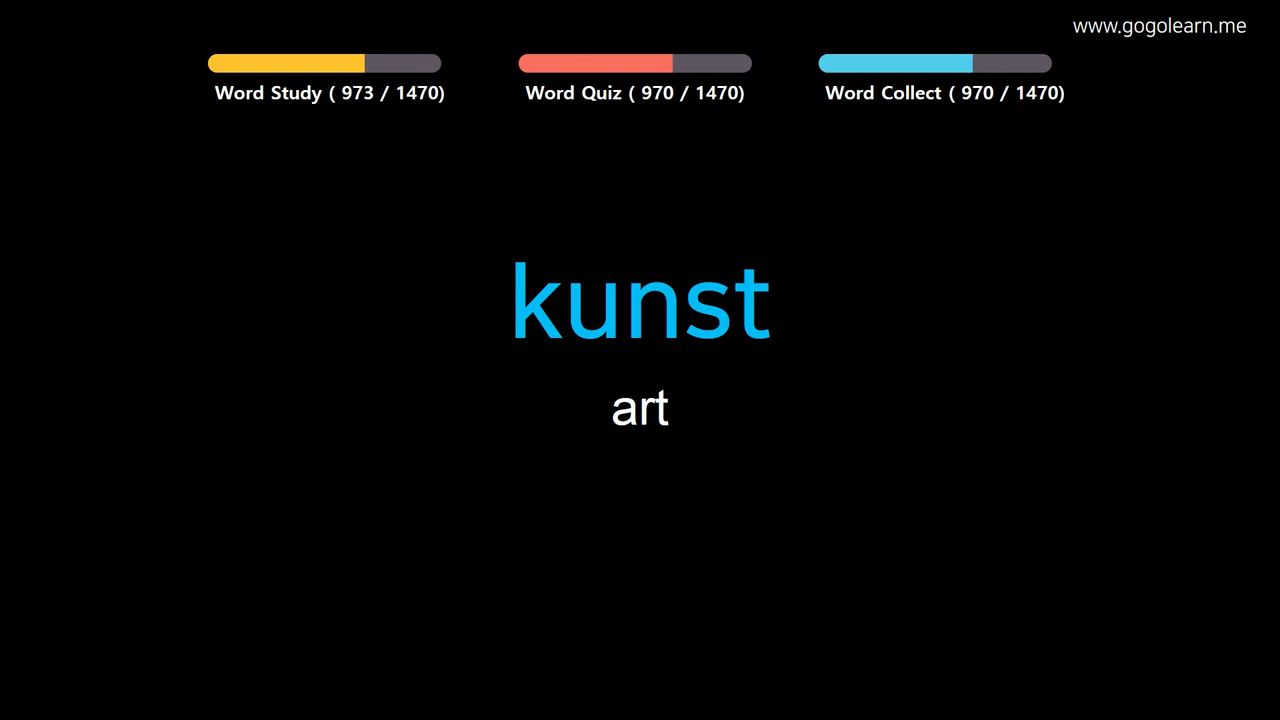 www.gogolearn.me
Word Study ( 973 / 1470)
Word Quiz ( 970 / 1470)
Word Collect ( 970 / 1470)
kunst
art